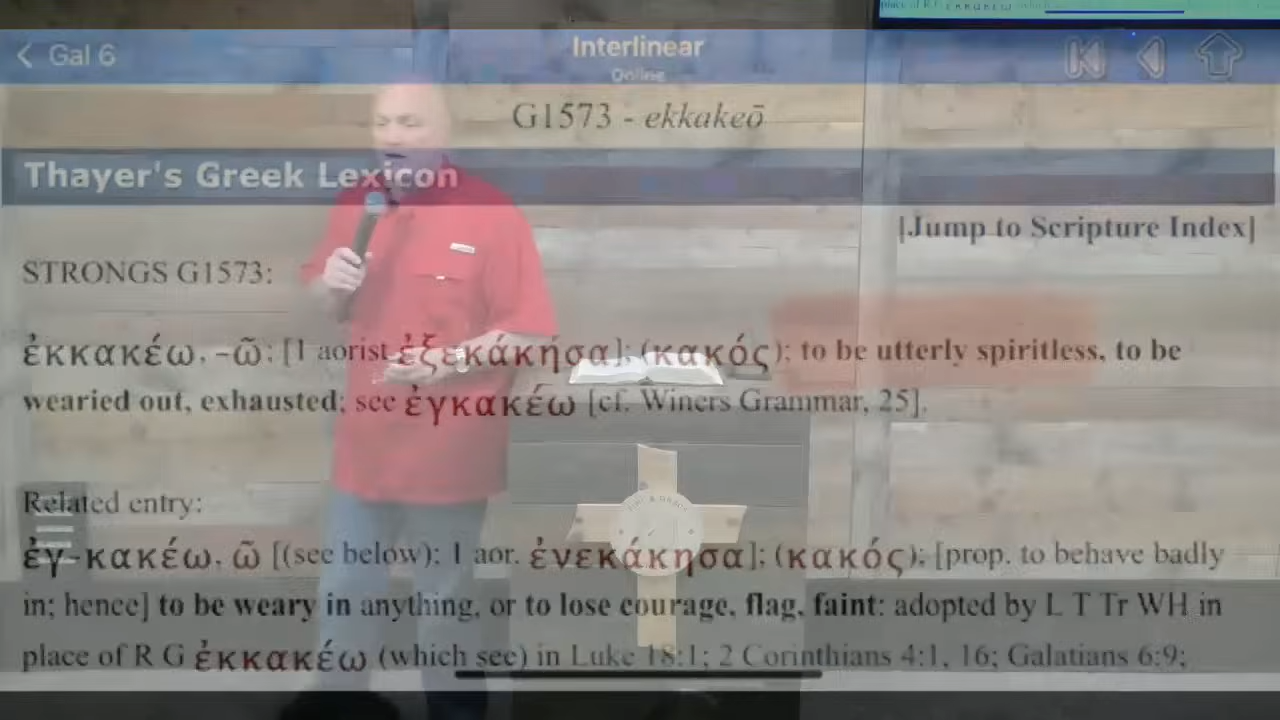 place of R G ἐκκακέω
Gal 6
Interlinear
Online
G1573 - ekkakeō
Thayer's Greek Lexicon
[Jump to Scripture Index]
STRONGS G1573:
ἐκκακέω, -ῶ; [1 aorist ἐξεκάκησα]; (κακός); to be utterly spiritless, to be
wearied out, exhausted; see ἐγκακέω [cf. Winers Grammar, 25].
Related entry:
ἐγ-κακέω, ῶ [(see below); 1 aor. ἐνεκάκησα]; (κακός); [prop. to behave badly
in; hence] to be weary in anything, or to lose courage, flag, faint: adopted by L T Tr WH in
place of R G ἐκκακέω (which see) in Luke 18:1; 2 Corinthians 4:1, 16; Galatians 6:9;